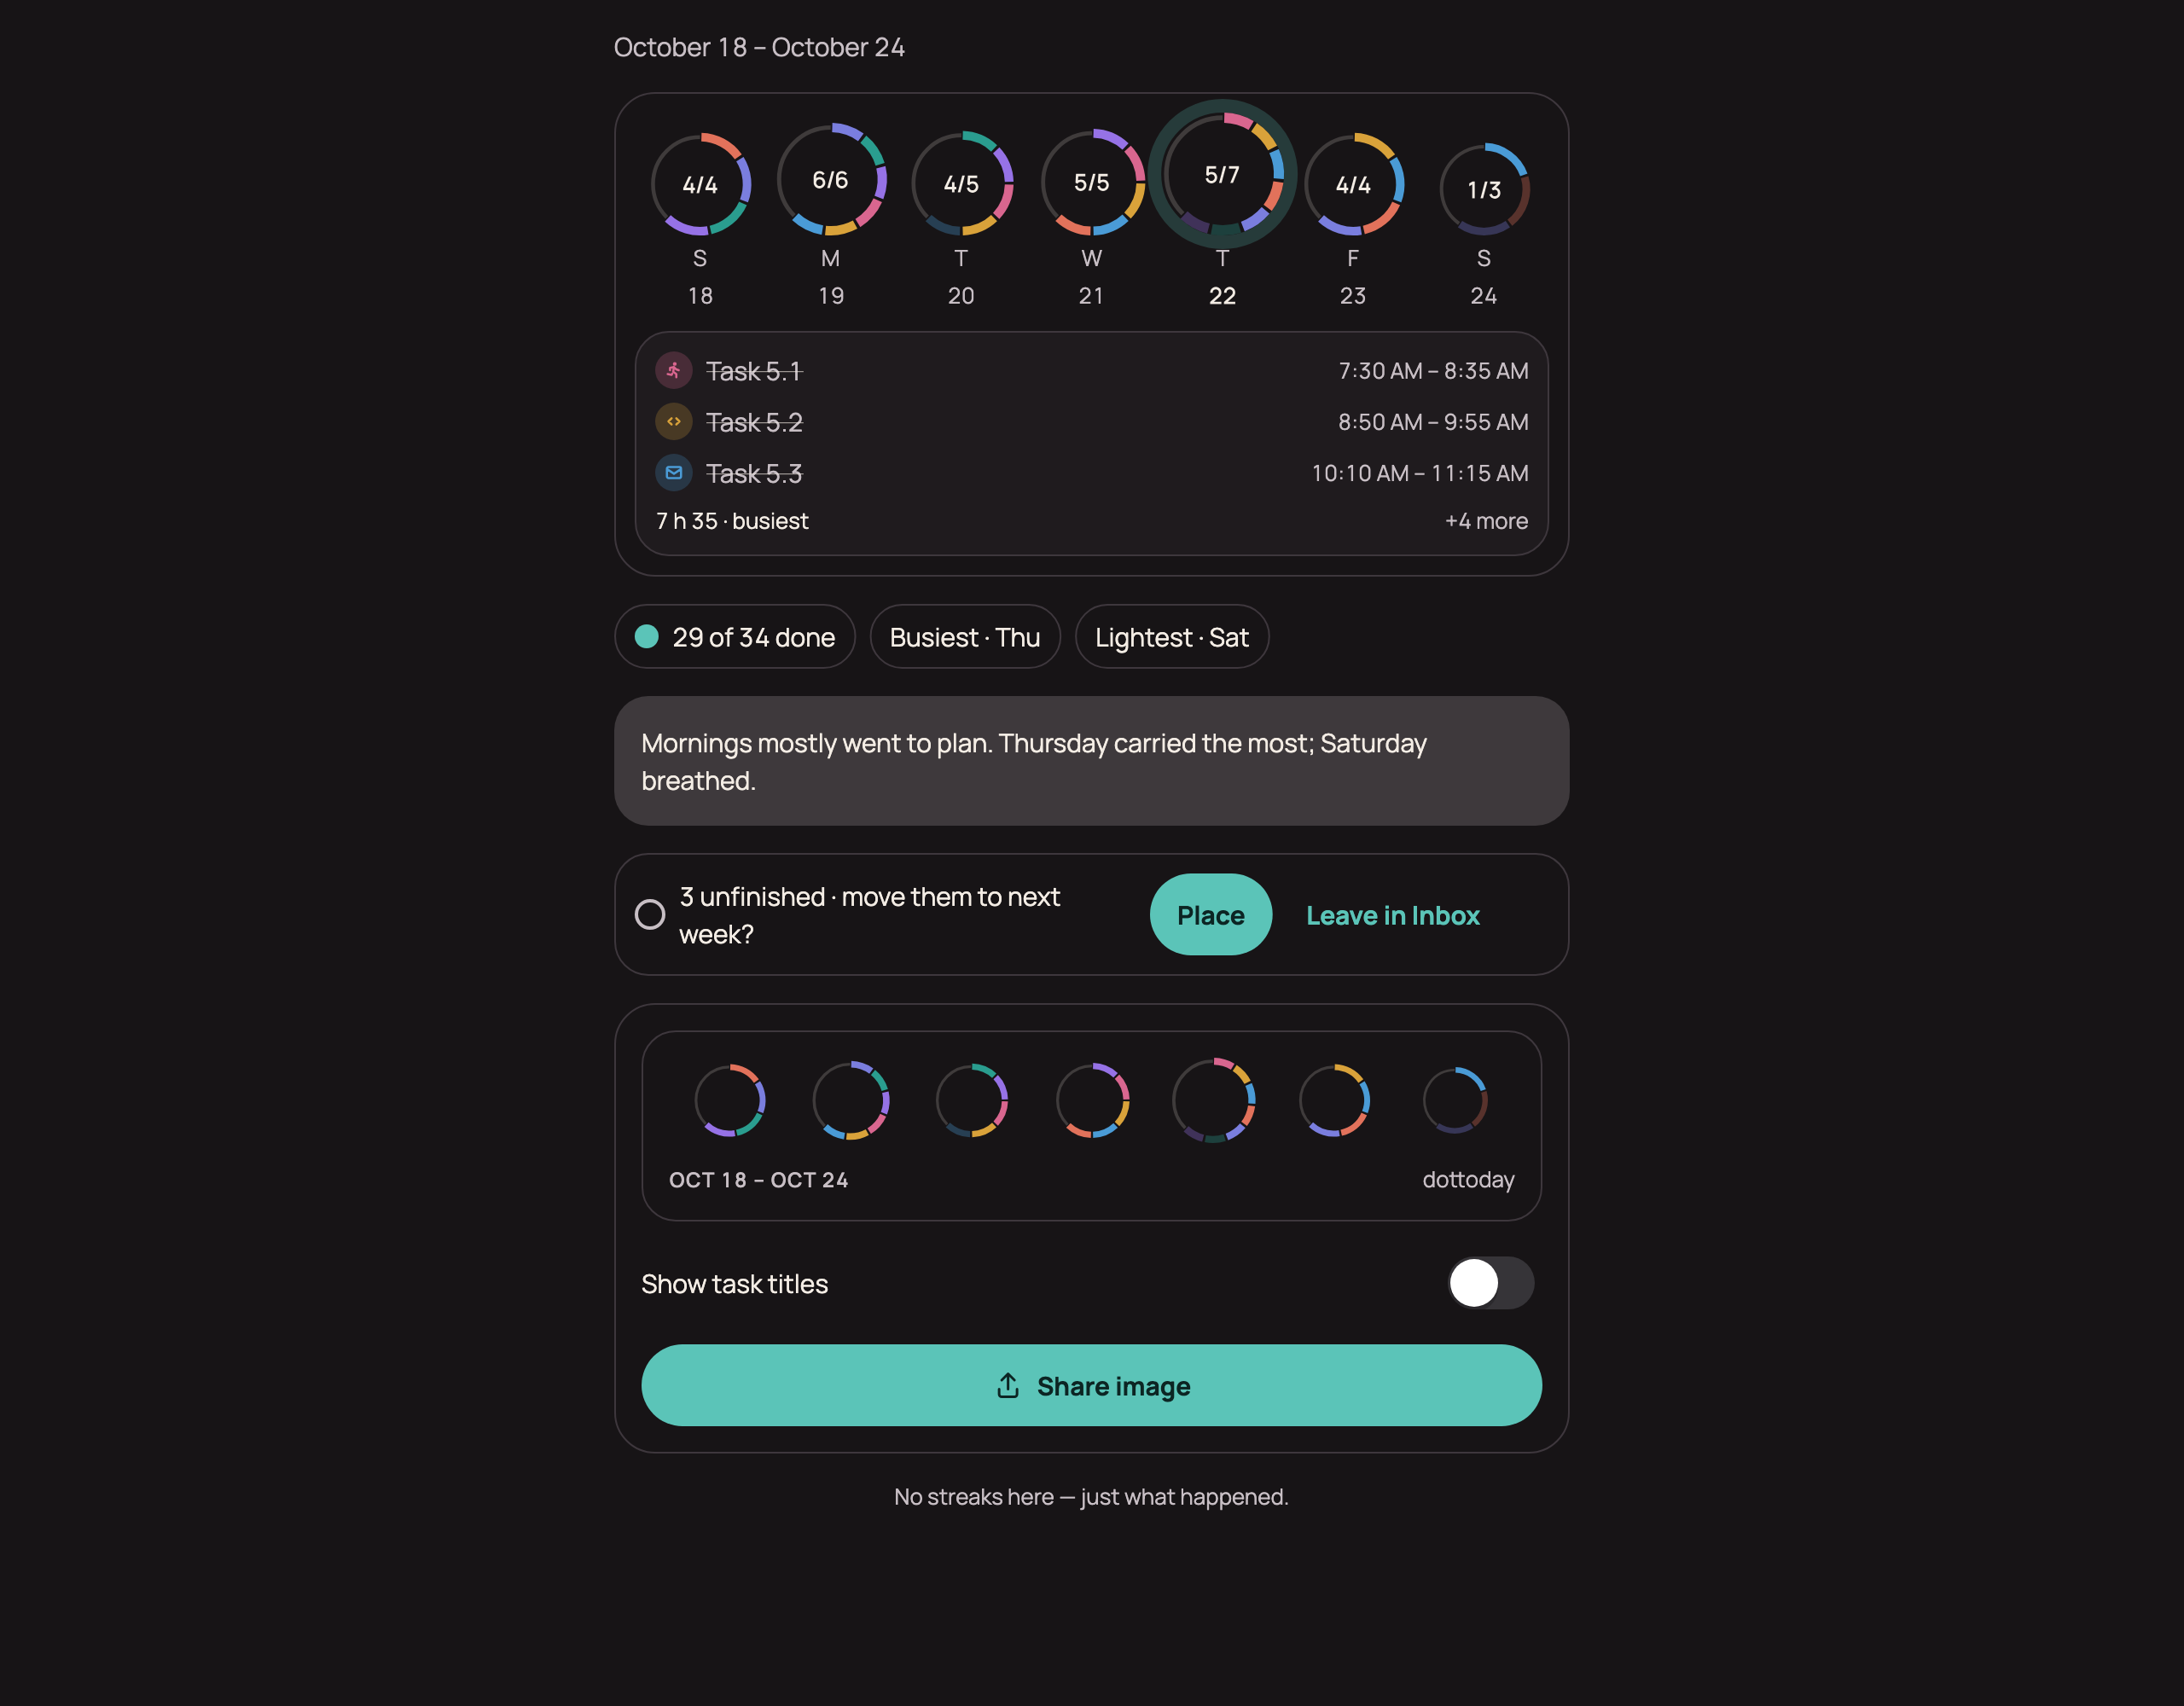 October 18 – October 24
4/4 6/6 4/5 5/5 5/7 4/4 1/3
S M T W T F S
18 19 20 21 22 23 24
Task 5.1 7:30 AM – 8:35 AM
Task 5.2 8:50 AM – 9:55 AM
Task 5.3 10:10 AM – 11:15 AM
7 h 35 · busiest +4 more
29 of 34 done Busiest · Thu Lightest · Sat
Mornings mostly went to plan. Thursday carried the most; Saturday
breathed.
3 unfinished · move them to next
week?
Place Leave in Inbox
OCT 18 – OCT 24 dottoday
Show task titles
Share image
No streaks here — just what happened.